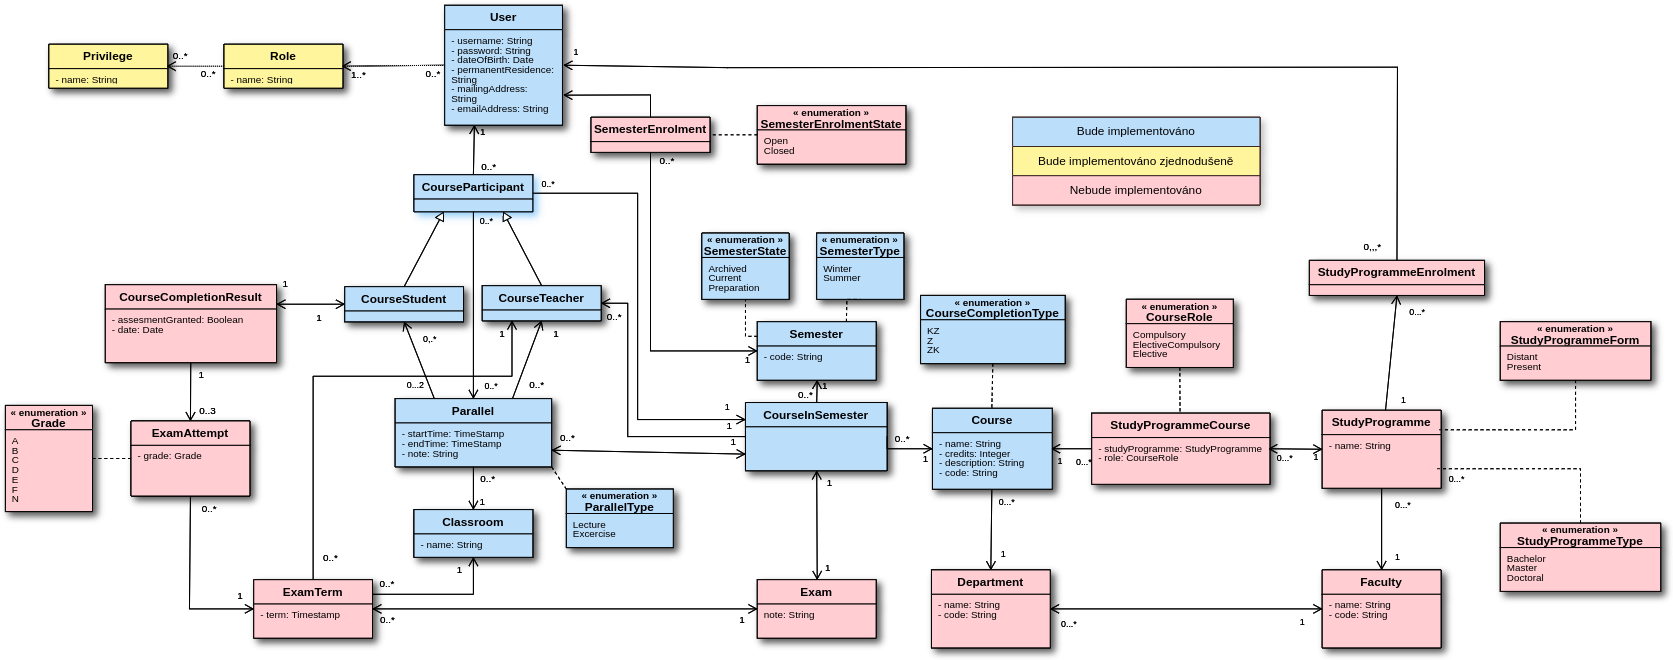 User
- username: String
- password: String
- dateOfBirth: Date
- permanentResidence:
String
- mailingAddress:
String
- emailAddress: String
Privilege
- name: String
0..*
0..*
Role
- name: String
1..*
0..*
1
SemesterEnrolment
0..*
« enumeration »
SemesterEnrolmentState
Open
Closed
Bude implementováno
Bude implementováno zjednodušeně
Nebude implementováno
1
0..*
CourseParticipant
0..*
0..*
« enumeration »
SemesterState
Archived
Current
Preparation
« enumeration »
SemesterType
Winter
Summer
0,,,*
StudyProgrammeEnrolment
0...*
CourseCompletionResult
- assesmentGranted: Boolean
- date: Date
1
1
CourseStudent
0,.*
CourseTeacher
0..*
1
1
Semester
- code: String
1
1
0..*
« enumeration »
CourseCompletionType
KZ
Z
ZK
« enumeration »
CourseRole
Compulsory
ElectiveCompulsory
Elective
« enumeration »
StudyProgrammeForm
Distant
Present
1
0..3
0...2
0..*
0..*
« enumeration »
Grade
A
B
C
D
E
F
N
ExamAttempt
- grade: Grade
0..*
Parallel
- startTime: TimeStamp
- endTime: TimeStamp
- note: String
0..*
0..*
1
1
1
CourseInSemester
0..*
1
1
Course
- name: String
- credits: Integer
- description: String
- code: String
1
0...*
0...*
StudyProgrammeCourse
- studyProgramme: StudyProgramme
- role: CourseRole
0...*
1
1
StudyProgramme
- name: String
0...*
0...*
1
Classroom
- name: String
1
« enumeration »
ParallelType
Lecture
Excercise
« enumeration »
StudyProgrammeType
Bachelor
Master
Doctoral
0..*
1
ExamTerm
- term: Timestamp
0..*
0..*
1
1
Exam
note: String
1
Department
- name: String
- code: String
0...*
1
1
Faculty
- name: String
- code: String